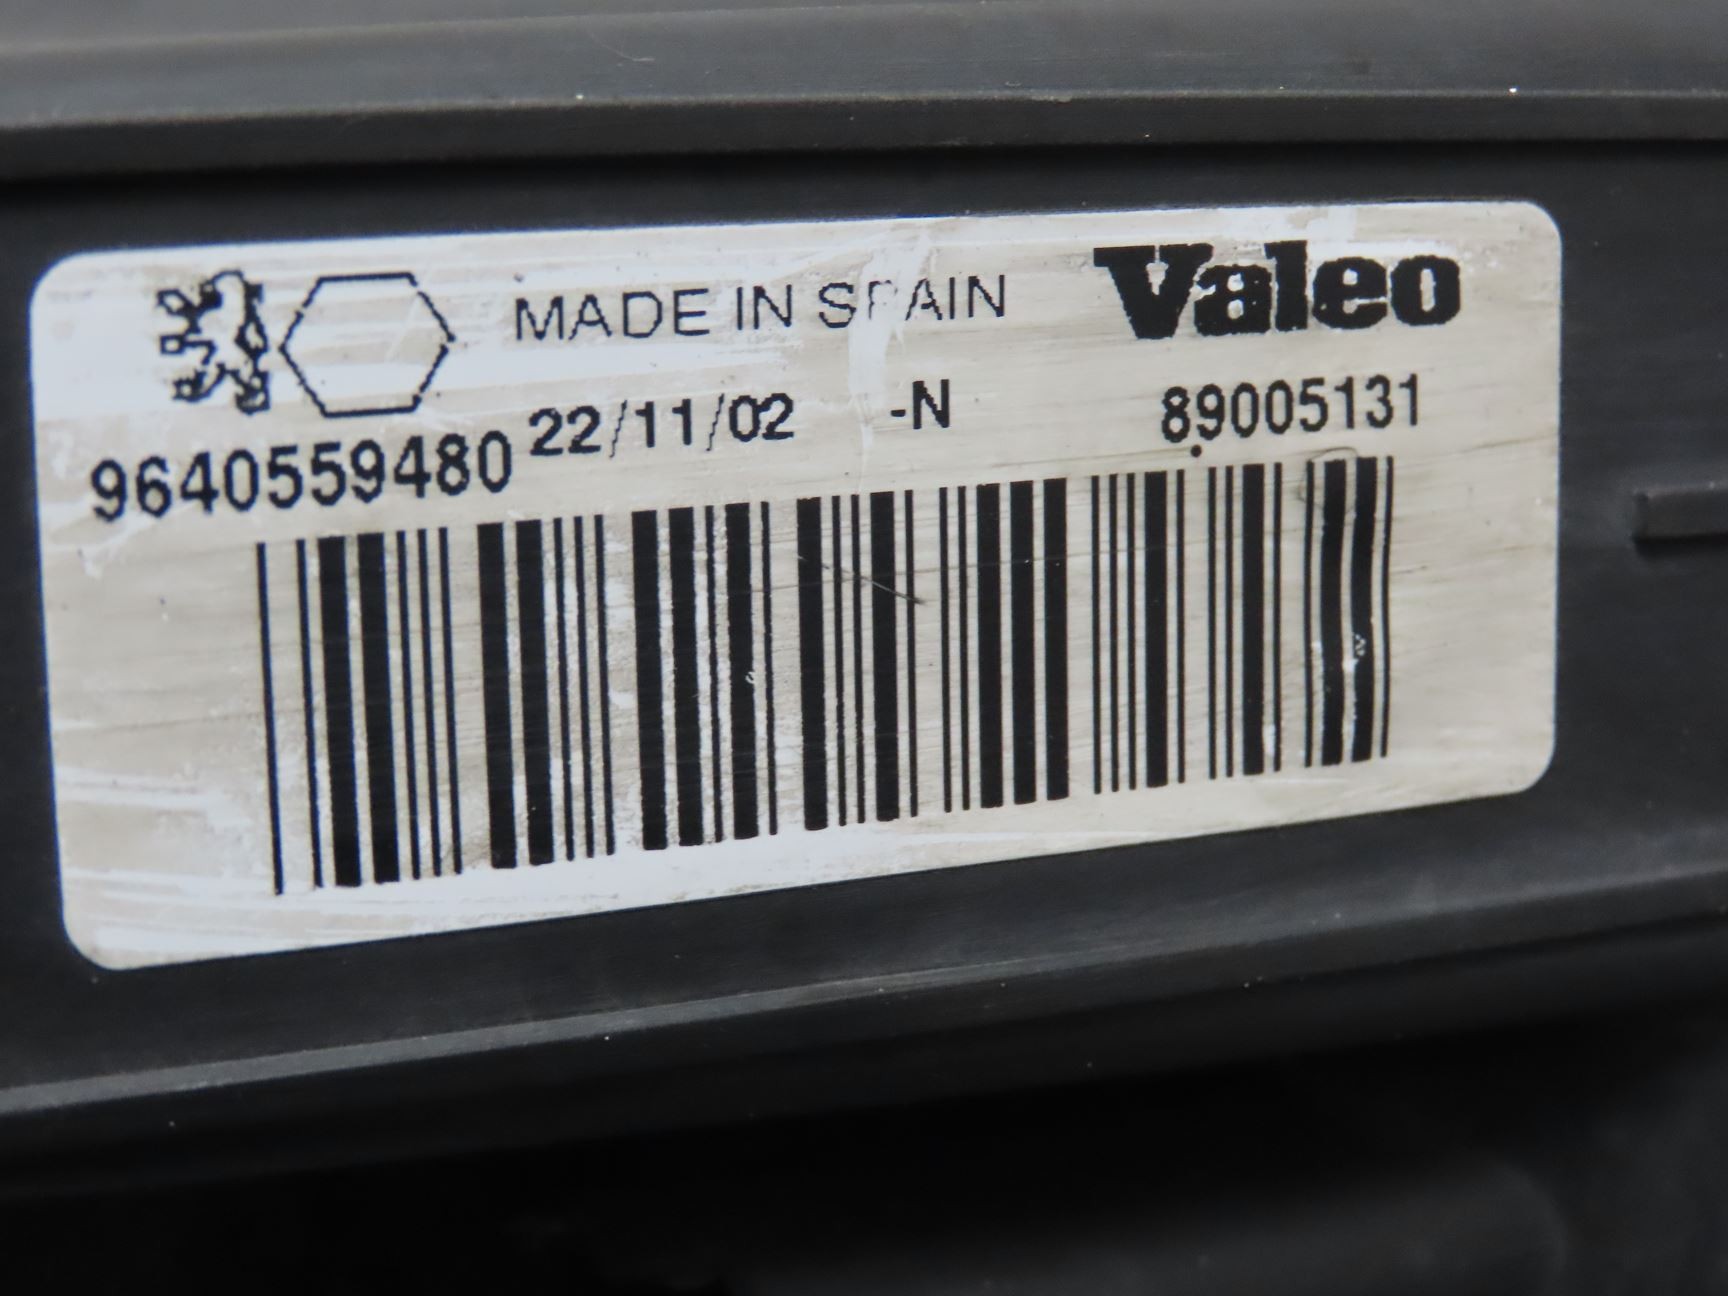 MADE IN SPAIN
Valeo
9640559480 22/11/02 -N 89005131